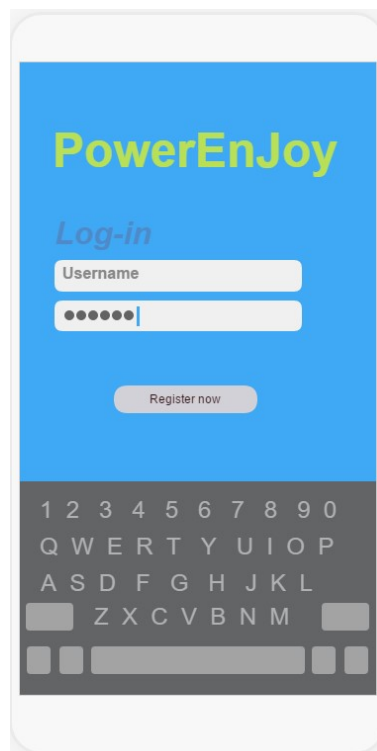 PowerEnJoy
Log-in
Username
●●●●●●
Register now
1 2 3 4 5 6 7 8 9 0
Q W E R T Y U I O P
A S D F G H J K L
Z X C V B N M